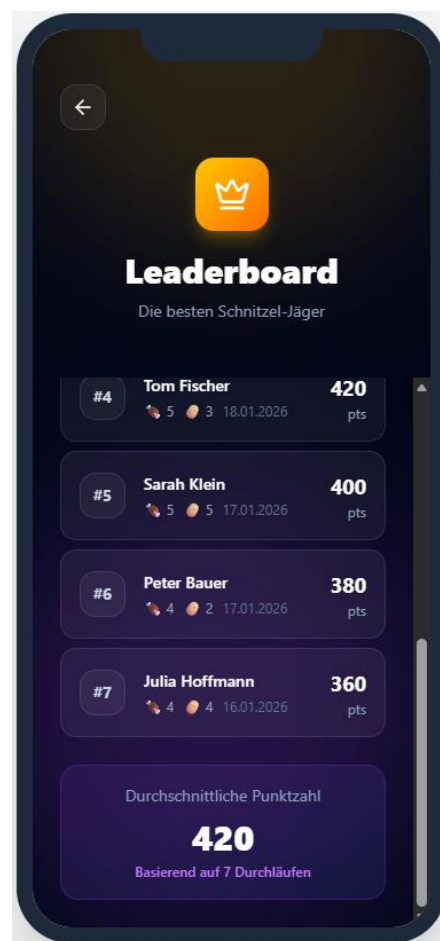 Leaderboard
Die besten Schnitzel-Jäger
#4 Tom Fischer 420
5 3 18.01.2026 pts
#5 Sarah Klein 400
5 5 17.01.2026 pts
#6 Peter Bauer 380
4 2 17.01.2026 pts
#7 Julia Hoffmann 360
4 4 16.01.2026 pts
Durchschnittliche Punktzahl
420
Basierend auf 7 Durchläufen